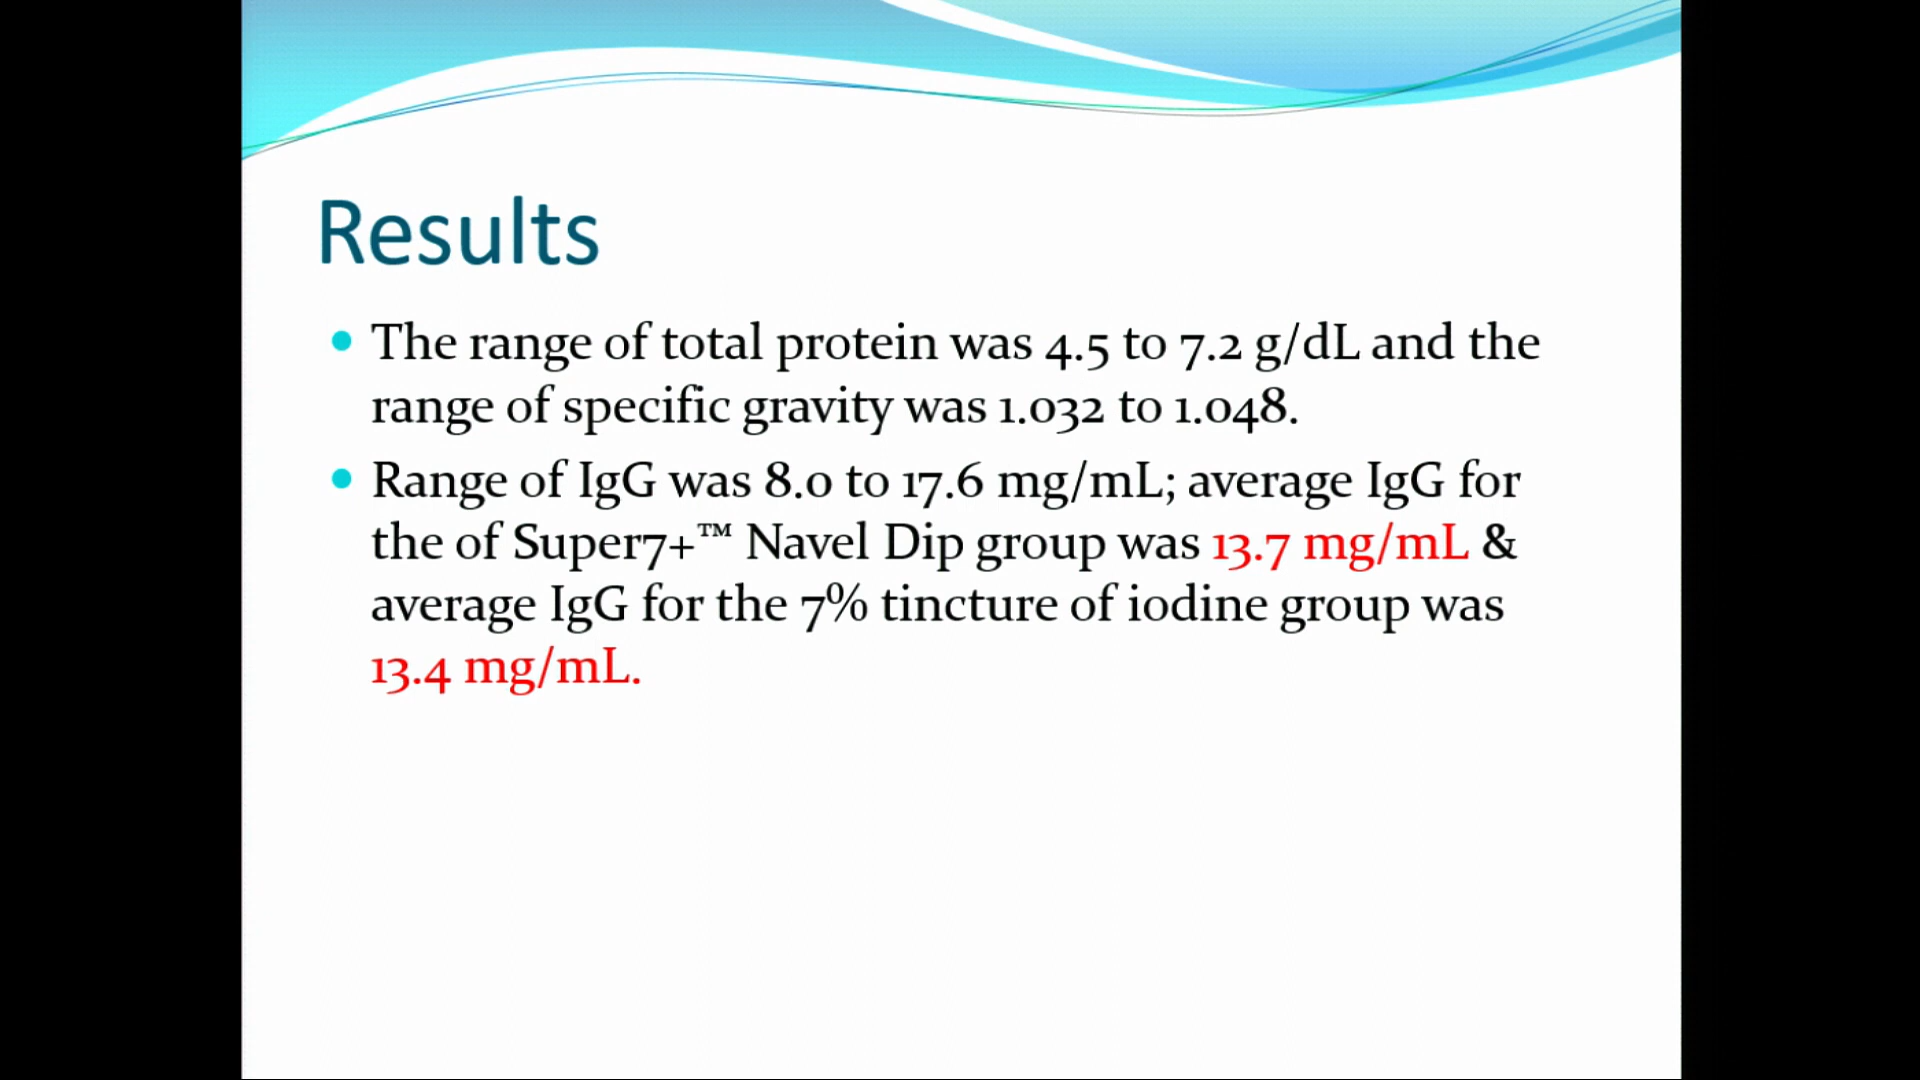 Results
The range of total protein was 4.5 to 7.2 g/dL and the
range of specific gravity was 1.032 to 1.048.
Range of IgG was 8.0 to 17.6 mg/mL; average IgG for
the of Super7+™ Navel Dip group was 13.7 mg/mL &
average IgG for the 7% tincture of iodine group was
13.4 mg/mL.